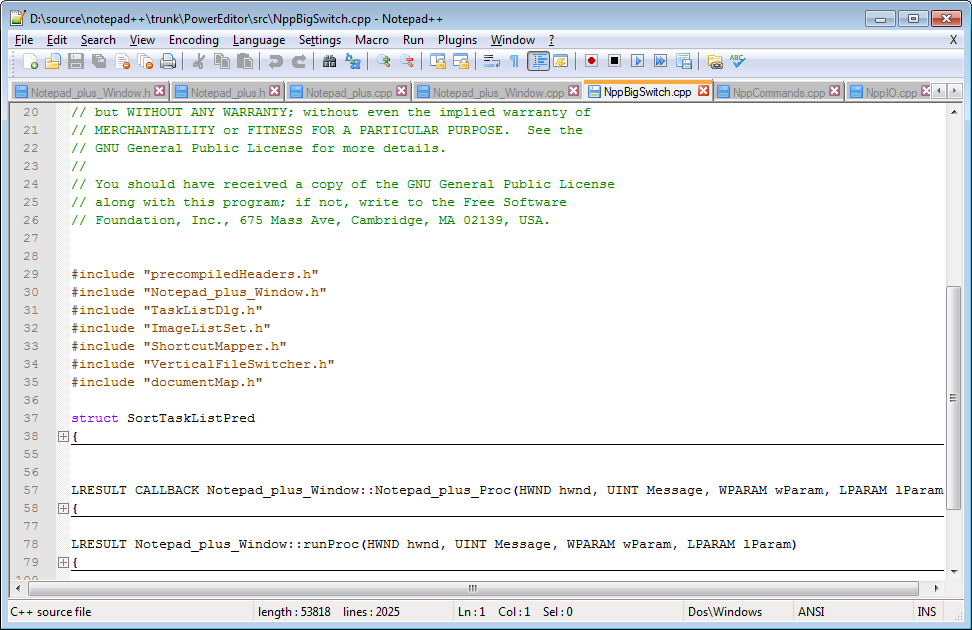 D:\source\notepad++\trunk\PowerEditor\src\NppBigSwitch.cpp - Notepad++
File Edit Search View Encoding Language Settings Macro Run Plugins Window ? X
Notepad_plus_Window.h Notepad_plus.h Notepad_plus.cpp Notepad_plus_Window.cpp NppBigSwitch.cpp NppCommands.cpp NppIO.cpp
20 // but WITHOUT ANY WARRANTY; without even the implied warranty of
21 // MERCHANTABILITY or FITNESS FOR A PARTICULAR PURPOSE.  See the
22 // GNU General Public License for more details.
23 //
24 // You should have received a copy of the GNU General Public License
25 // along with this program; if not, write to the Free Software
26 // Foundation, Inc., 675 Mass Ave, Cambridge, MA 02139, USA.
27
28
29 #include "precompiledHeaders.h"
30 #include "Notepad_plus_Window.h"
31 #include "TaskListDlg.h"
32 #include "ImageListSet.h"
33 #include "ShortcutMapper.h"
34 #include "VerticalFileSwitcher.h"
35 #include "documentMap.h"
36
37 struct SortTaskListPred
38 {
55
56
57 LRESULT CALLBACK Notepad_plus_Window::Notepad_plus_Proc(HWND hwnd, UINT Message, WPARAM wParam, LPARAM lParam
58 {
77
78 LRESULT Notepad_plus_Window::runProc(HWND hwnd, UINT Message, WPARAM wParam, LPARAM lParam)
79 {
C++ source file length : 53818 lines : 2025 Ln : 1 Col : 1 Sel : 0 Dos\Windows ANSI INS